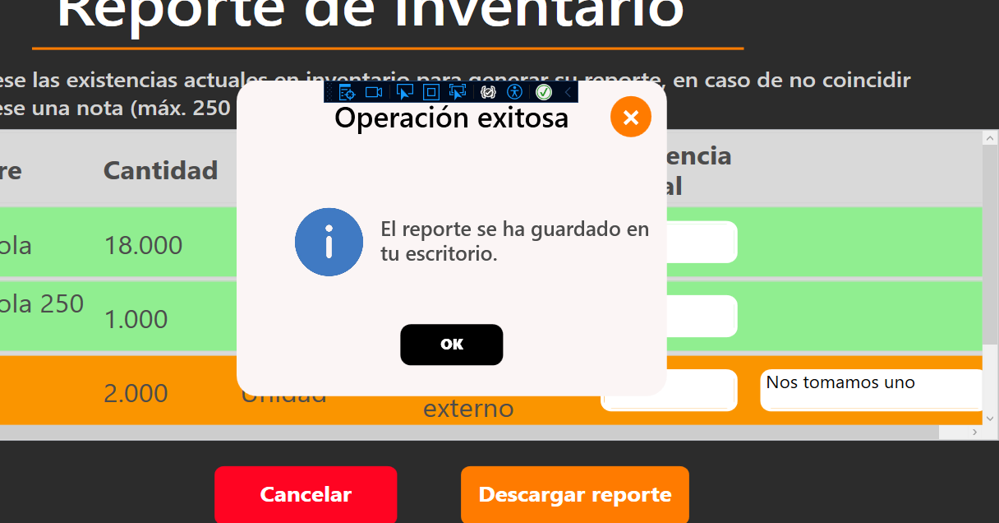 Reporte de inventario
ese las existencias actuales en inventario para generar su reporte, en caso de no coincidir
ese una nota (máx. 250
Operación exitosa
re
Cantidad
encia
al
El reporte se ha guardado en
tu escritorio.
ola
18.000
ola 250
1.000
OK
2.000
Unidad
externo
Nos tomamos uno
Cancelar
Descargar reporte